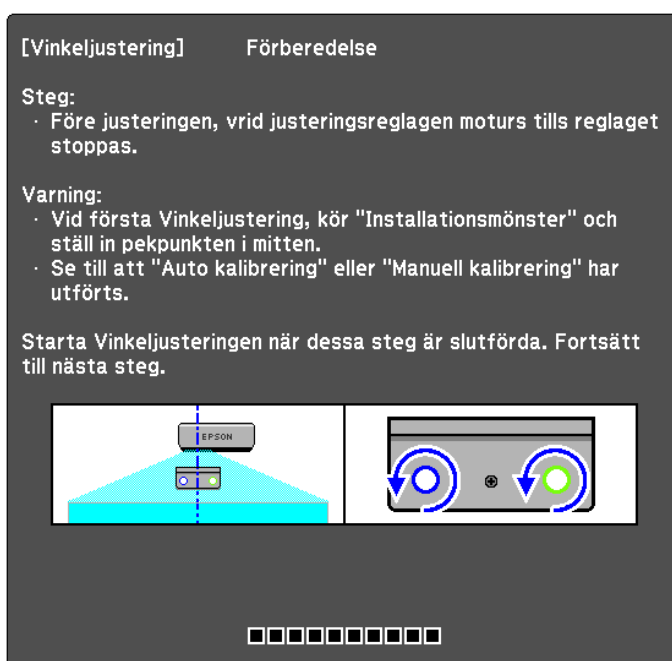 [Vinkeljustering] Förberedelse
Steg:
· Före justeringen, vrid justeringsreglagen moturs tills reglaget
stoppas.
Varning:
· Vid första Vinkeljustering, kör "Installationsmönster" och
ställ in pekpunkten i mitten.
· Se till att "Auto kalibrering" eller "Manuell kalibrering" har
utförts.
Starta Vinkeljusteringen när dessa steg är slutförda. Fortsätt
till nästa steg.
EPSON